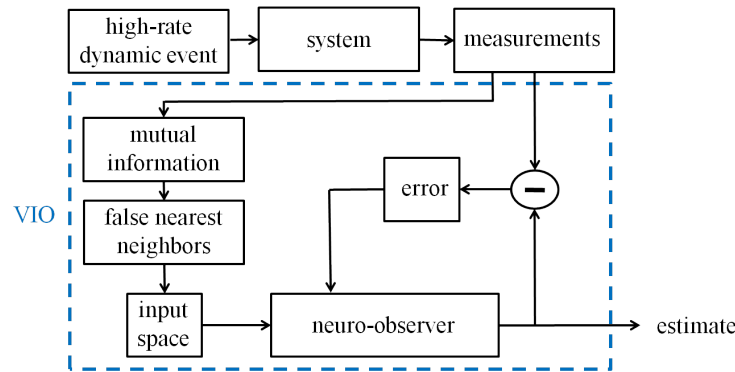 high-rate
dynamic event
system
measurements
mutual
information
VIO
false nearest
neighbors
error
input
space
neuro-observer
estimate